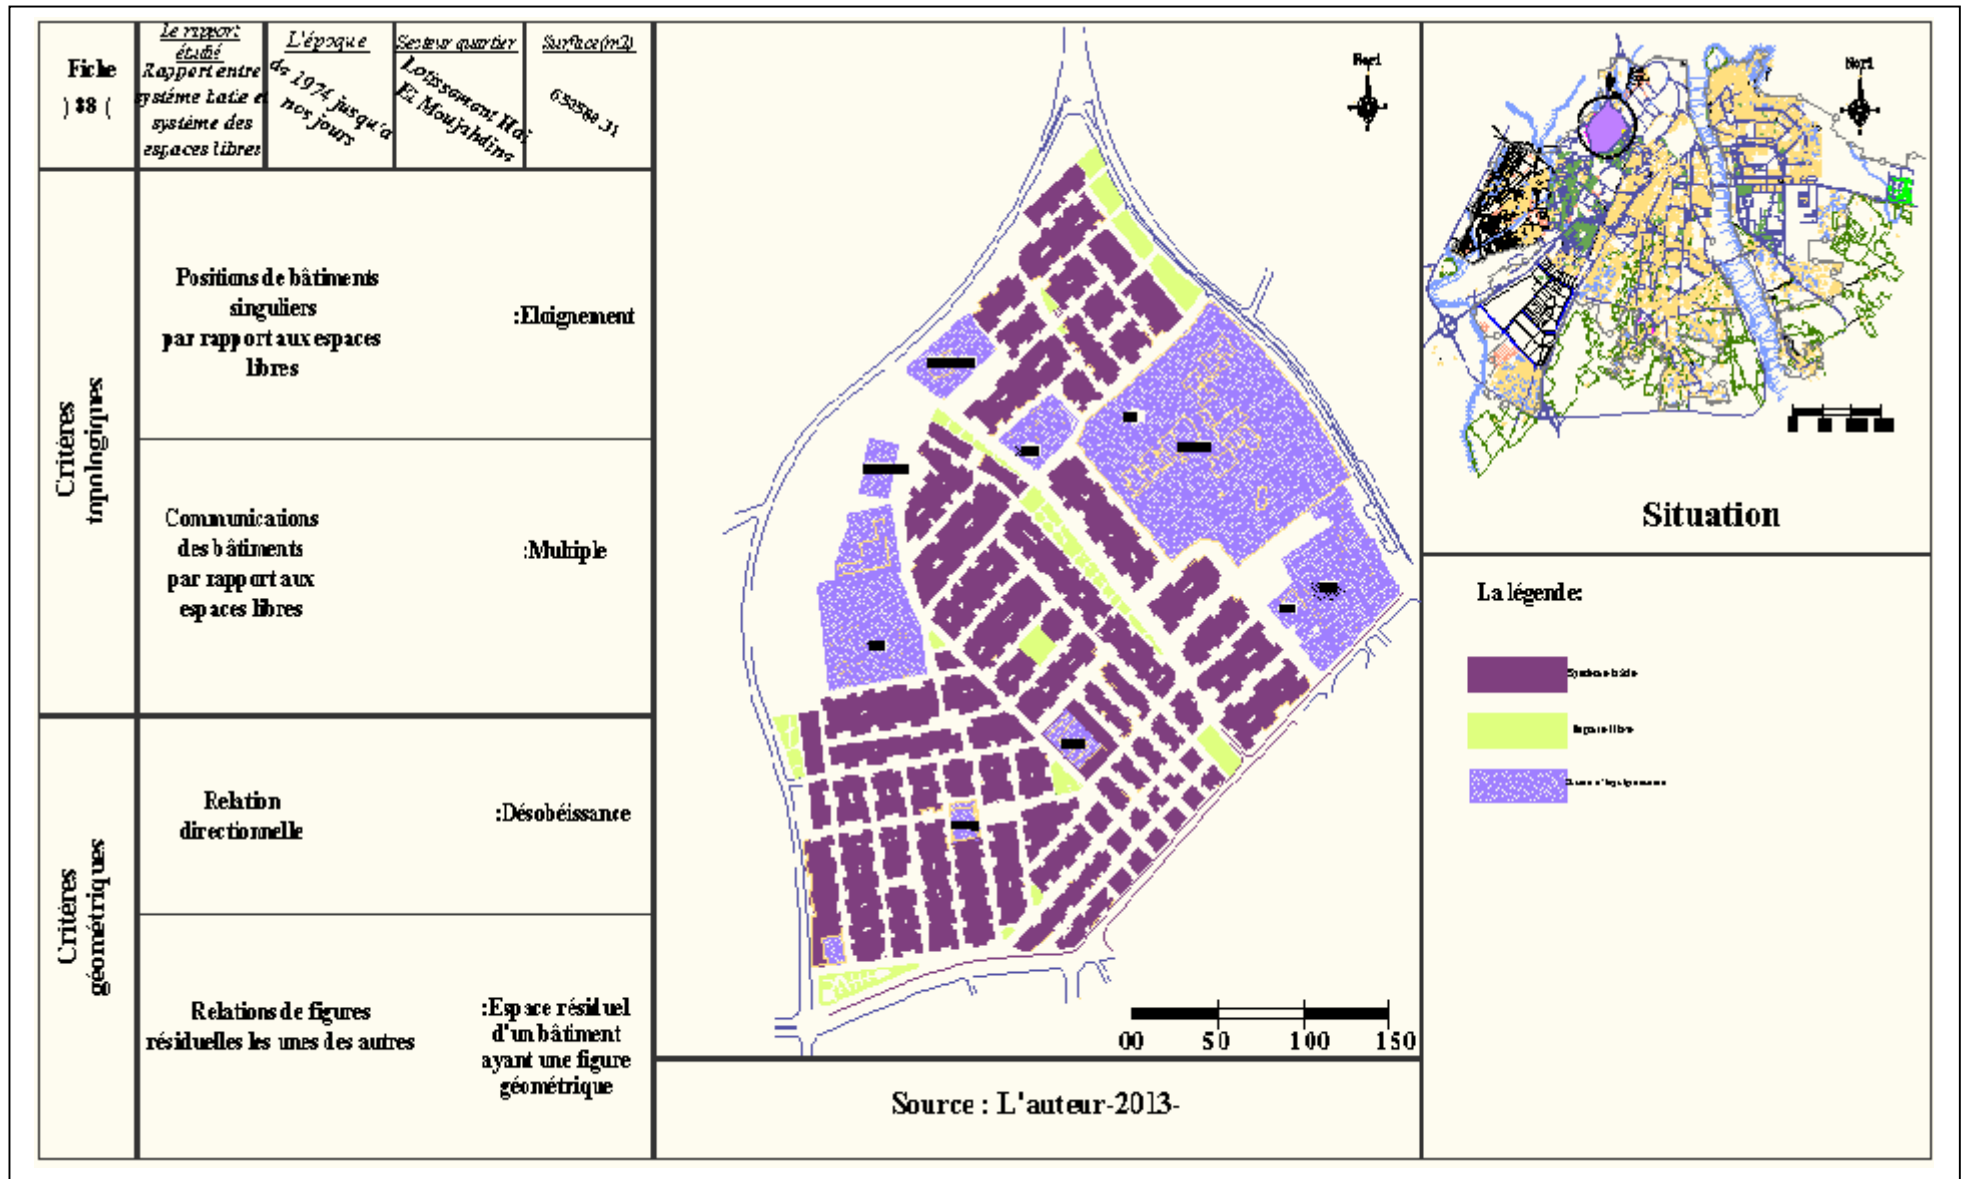 Fiche
) 38 (
Le rapport
étudié
Rapport entre
système batie et
système des
espaces libres
L'époque
de 1974 jusqu'a
nos jours
Secteur quartier
Lotissement Hai
El Moujahdins
Surface(m2)
Critères
topologiques
Positions de bâtiments
singuliers
par rapport aux espaces
libres
:Eloignement
Communications
des bâtiments
par rapport aux
espaces libres
:Multiple
Critères
géométriques
Relation
directionnelle
:Désobéissance
Relations de figures
résiduelles les unes des autres
:Espace résiduel
d'un bâtiment
ayant une figure
géométrique
Nord
00 50 100 150
Source : L'auteur-2013-
Nord
Situation
La légende: